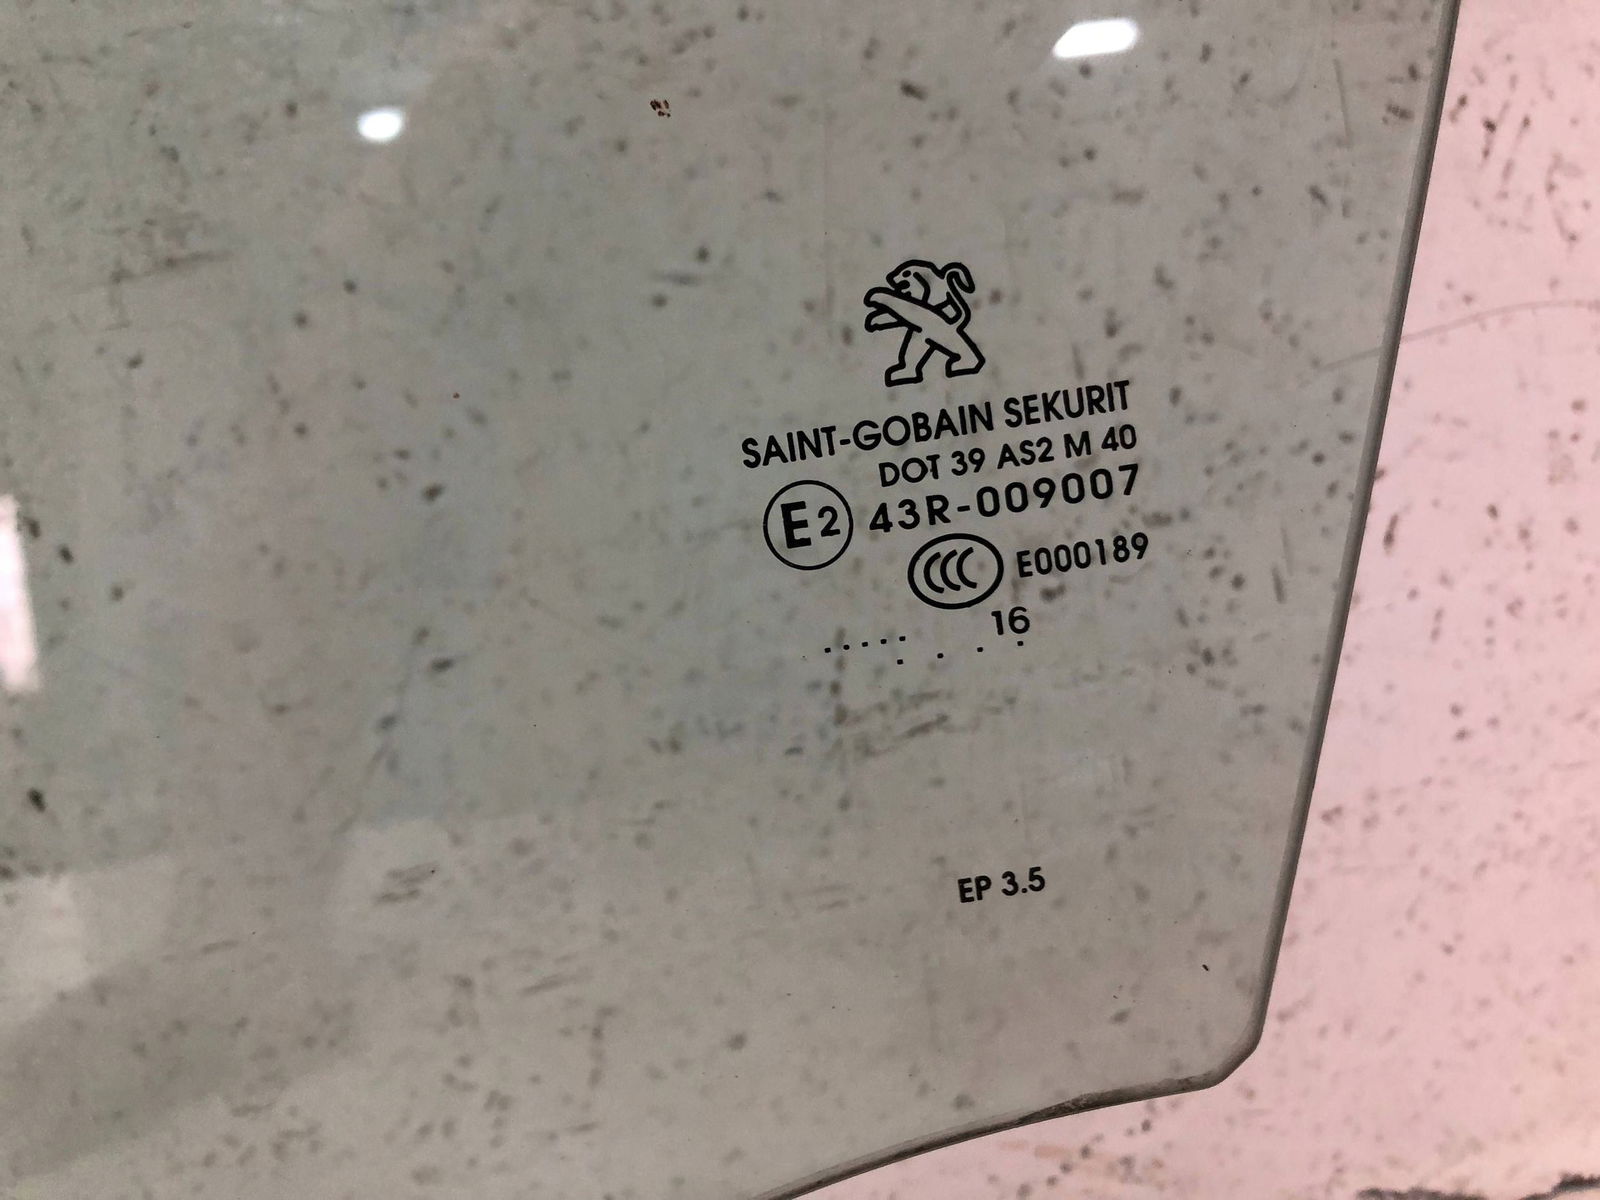 SAINT-GOBAIN SEKURIT
DOT 39 AS2 M 40
E2 43R-009007
CCC E000189
16
..... . . . .
EP 3.5